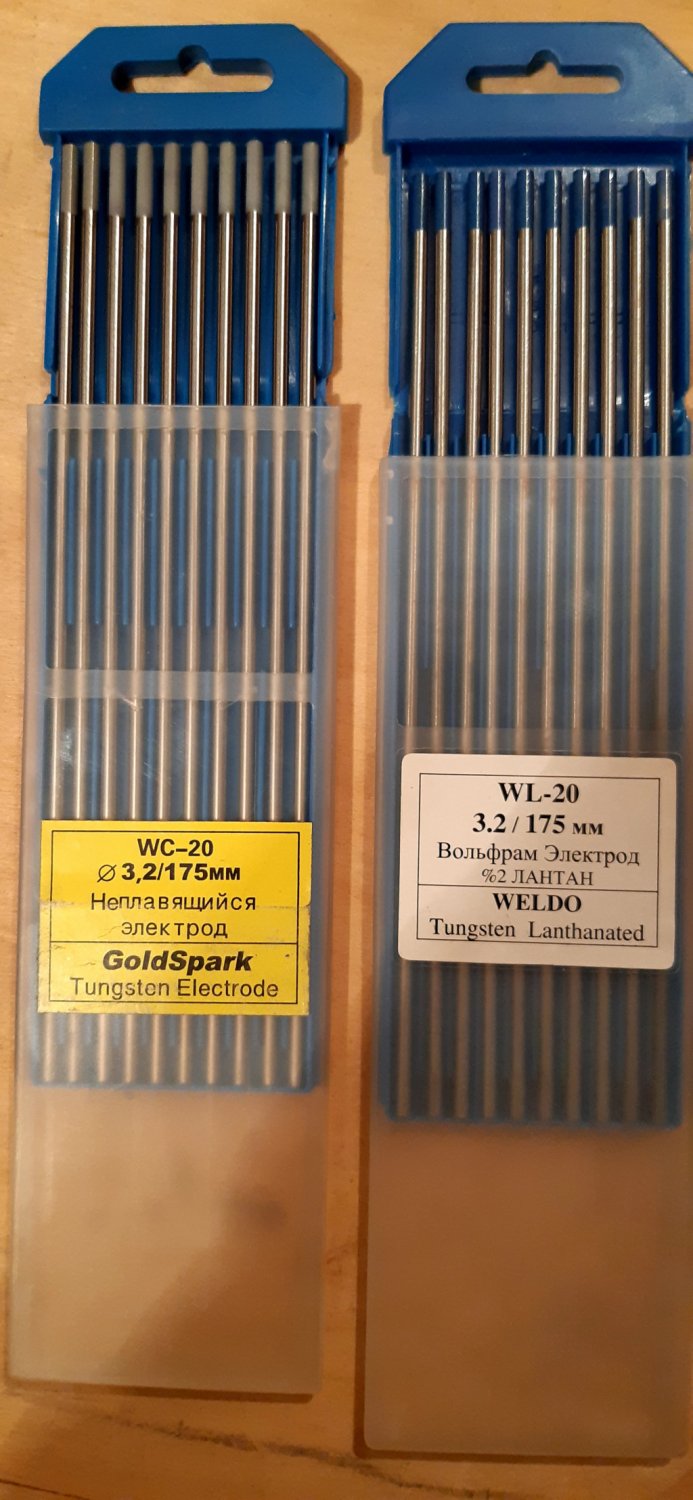 WC–20
⌀ 3,2/175мм
Неплавящийся
электрод
GoldSpark
Tungsten Electrode
WL-20
3.2 / 175 мм
Вольфрам Электрод
%2 ЛАНТАН
WELDO
Tungsten Lanthanated